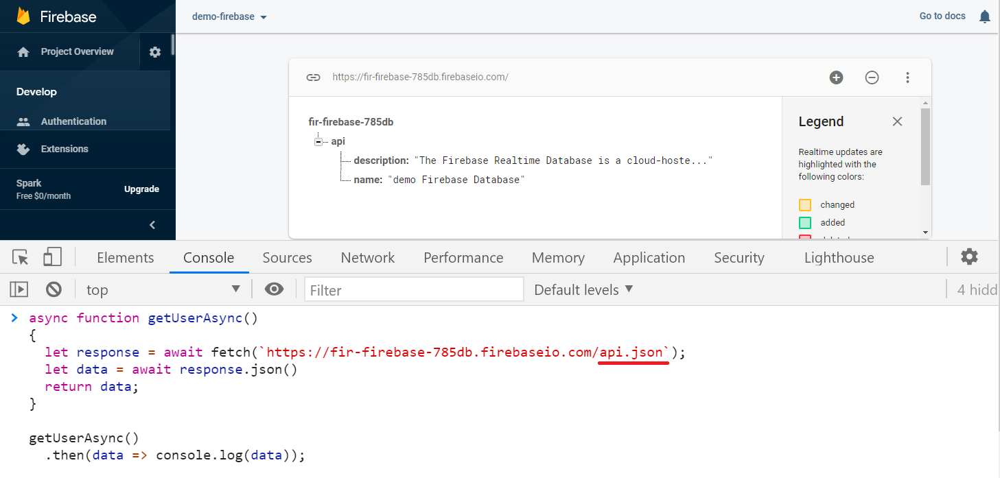 Firebase
demo-firebase
Go to docs
Project Overview
Develop
Authentication
Extensions
Spark
Free $0/month
Upgrade
https://fir-firebase-785db.firebaseio.com/
fir-firebase-785db
api
description: "The Firebase Realtime Database is a cloud-hoste..."
name: "demo Firebase Database"
Legend
Realtime updates are
highlighted with the
following colors:
changed
added
Elements Console Sources Network Performance Memory Application Security Lighthouse
top Filter Default levels 4 hidd
async function getUserAsync()
{
let response = await fetch(`https://fir-firebase-785db.firebaseio.com/api.json`);
let data = await response.json()
return data;
}
getUserAsync()
.then(data => console.log(data));